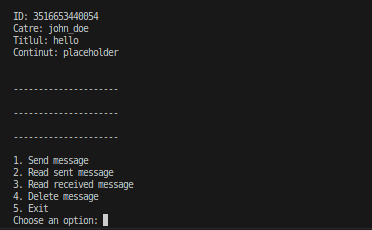 ID: 3516653440054
Catre: john_doe
Titlul: hello
Continut: placeholder
---------------------
---------------------
---------------------
1. Send message
2. Read sent message
3. Read received message
4. Delete message
5. Exit
Choose an option: